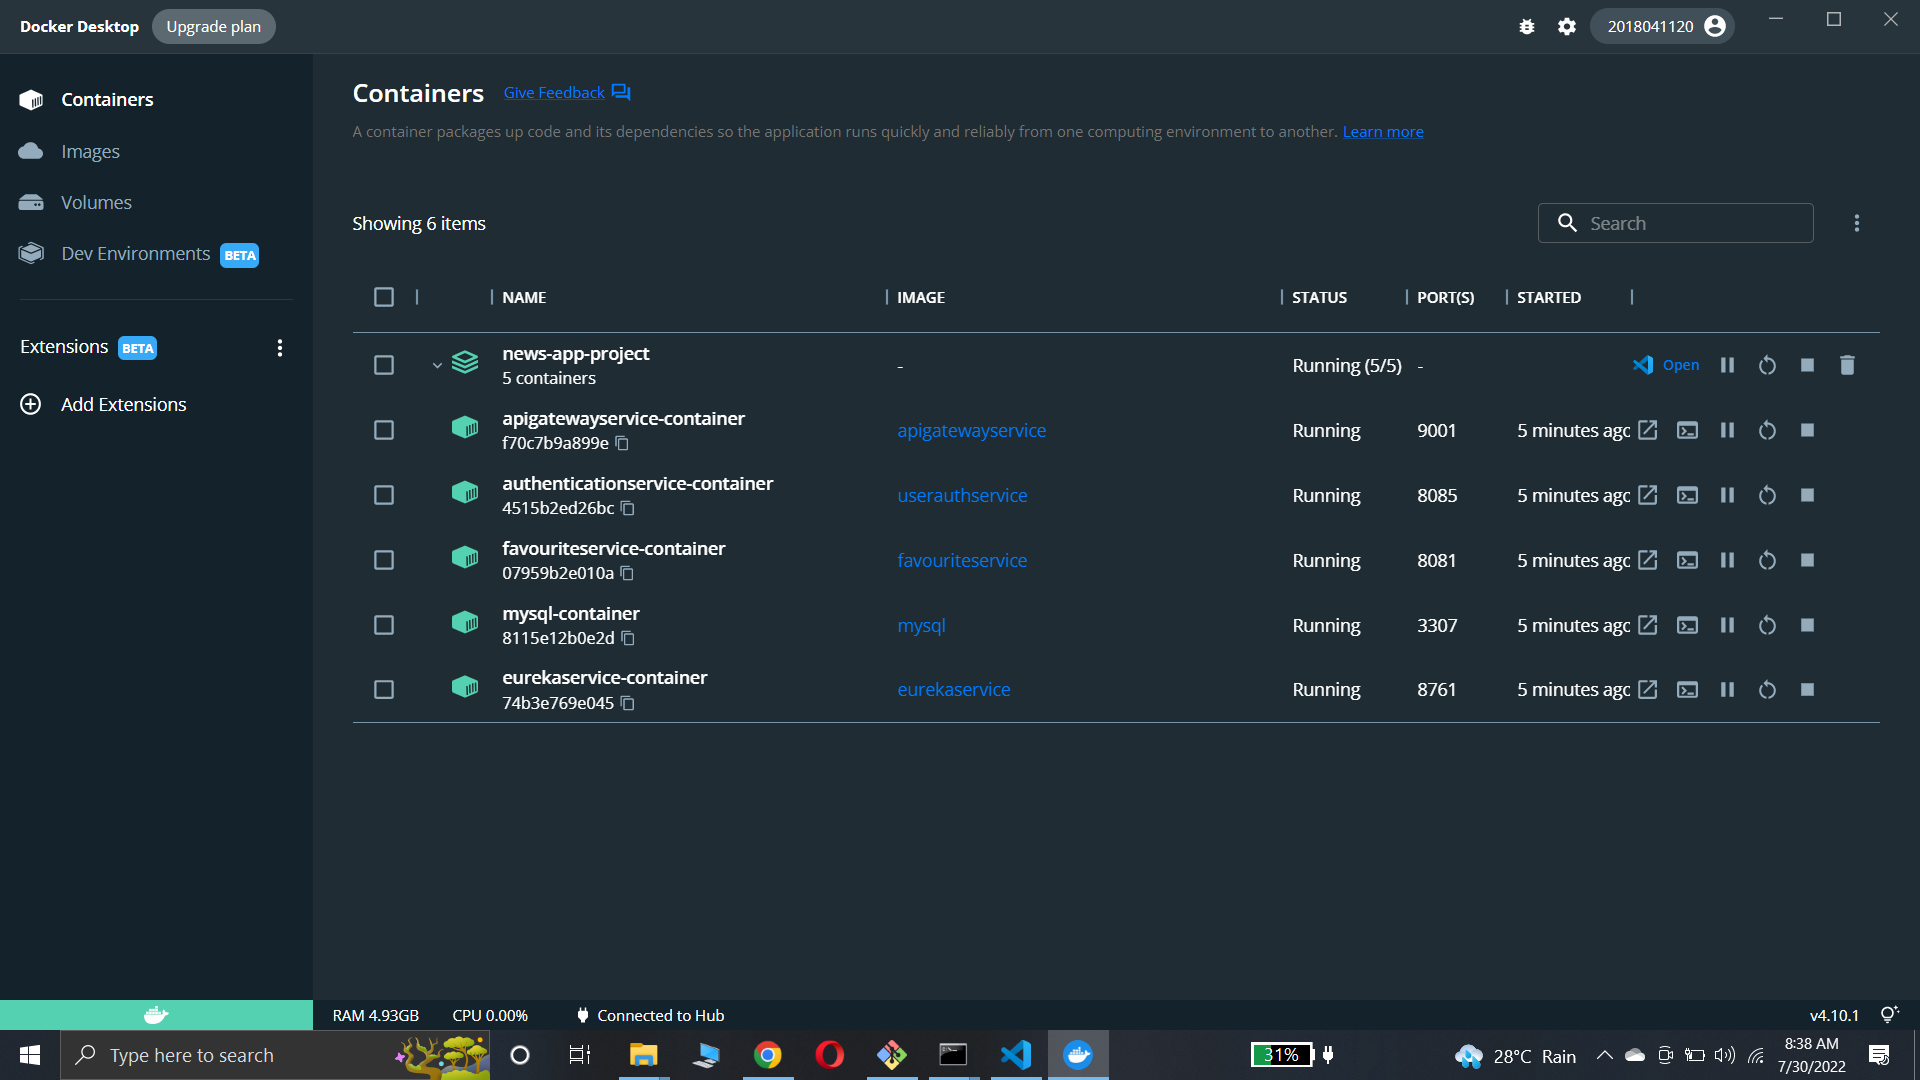 Docker Desktop Upgrade plan 2018041120
Containers
Images
Volumes
Dev Environments BETA
Extensions BETA
Add Extensions
Containers Give Feedback
A container packages up code and its dependencies so the application runs quickly and reliably from one computing environment to another. Learn more
Showing 6 items Search
NAME IMAGE STATUS PORT(S) STARTED
news-app-project
5 containers - Running (5/5) - Open
apigatewayservice-container
f70c7b9a899e apigatewayservice Running 9001 5 minutes ago
authenticationservice-container
4515b2ed26bc userauthservice Running 8085 5 minutes ago
favouriteservice-container
07959b2e010a favouriteservice Running 8081 5 minutes ago
mysql-container
8115e12b0e2d mysql Running 3307 5 minutes ago
eurekaservice-container
74b3e769e045 eurekaservice Running 8761 5 minutes ago
RAM 4.93GB CPU 0.00% Connected to Hub v4.10.1
Type here to search 31% 28°C Rain 8:38 AM
7/30/2022